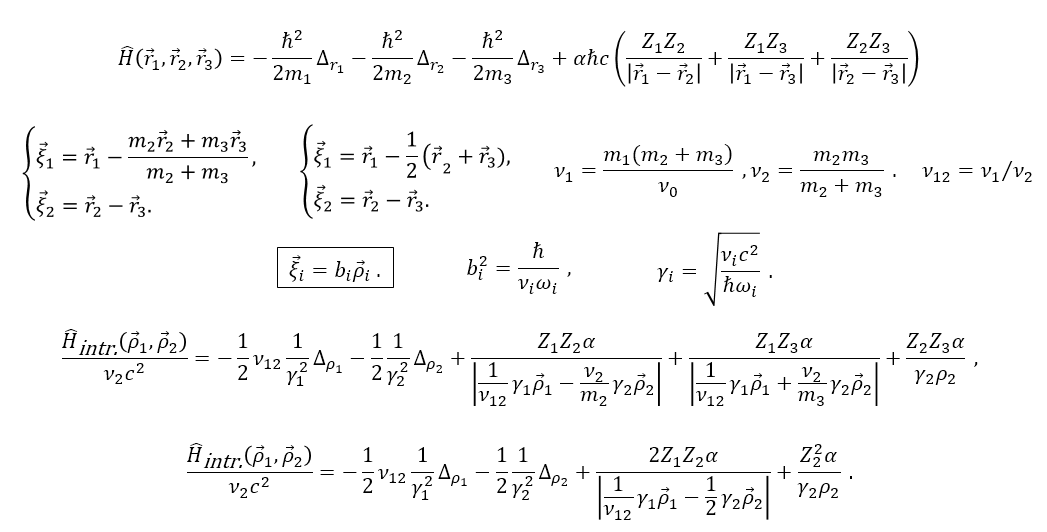 Ĥ(r⃗₁, r⃗₂, r⃗₃) = −ℏ²/2m₁ Δ_{r₁} − ℏ²/2m₂ Δ_{r₂} − ℏ²/2m₃ Δ_{r₃} + αℏc (Z₁Z₂/|r⃗₁ − r⃗₂| + Z₁Z₃/|r⃗₁ − r⃗₃| + Z₂Z₃/|r⃗₂ − r⃗₃|)
{ξ⃗₁ = r⃗₁ − (m₂r⃗₂ + m₃r⃗₃)/(m₂ + m₃), ξ⃗₂ = r⃗₂ − r⃗₃. {ξ⃗₁ = r⃗₁ − 1/2 (r⃗₂ + r⃗₃), ξ⃗₂ = r⃗₂ − r⃗₃. ν₁ = m₁(m₂ + m₃)/ν₀ , ν₂ = m₂m₃/(m₂ + m₃) . ν₁₂ = ν₁/ν₂
ξ⃗ᵢ = bᵢρ⃗ᵢ . bᵢ² = ℏ/(νᵢωᵢ) , γᵢ = √(νᵢc²/ℏωᵢ) .
Ĥ_{intr.}(ρ⃗₁, ρ⃗₂)/ν₂c² = −1/2 ν₁₂ 1/γ₁² Δ_{ρ₁} − 1/2 1/γ₂² Δ_{ρ₂} + Z₁Z₂α/|1/ν₁₂ γ₁ρ⃗₁ − ν₂/m₂ γ₂ρ⃗₂| + Z₁Z₃α/|1/ν₁₂ γ₁ρ⃗₁ + ν₂/m₃ γ₂ρ⃗₂| + Z₂Z₃α/γ₂ρ₂ ,
Ĥ_{intr.}(ρ⃗₁, ρ⃗₂)/ν₂c² = −1/2 ν₁₂ 1/γ₁² Δ_{ρ₁} − 1/2 1/γ₂² Δ_{ρ₂} + 2Z₁Z₂α/|1/ν₁₂ γ₁ρ⃗₁ − 1/2 γ₂ρ⃗₂| + Z₂²α/γ₂ρ₂ .